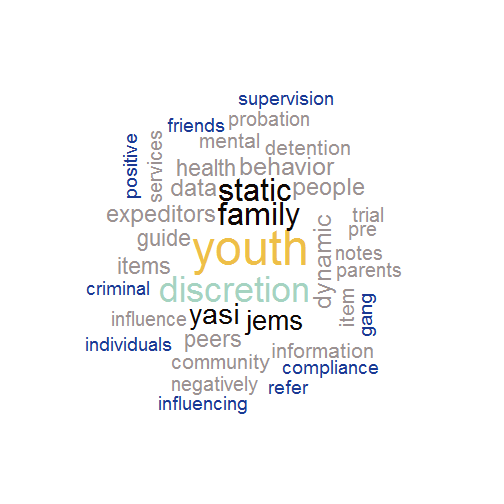 supervision
friends
probation
positive
services
mental
detention
health
behavior
data
static
people
expeditors
family
trial
guide
youth
dynamic
pre
notes
items
parents
criminal
discretion
item
gang
influence
yasi
jems
individuals
peers
information
community
compliance
negatively
refer
influencing